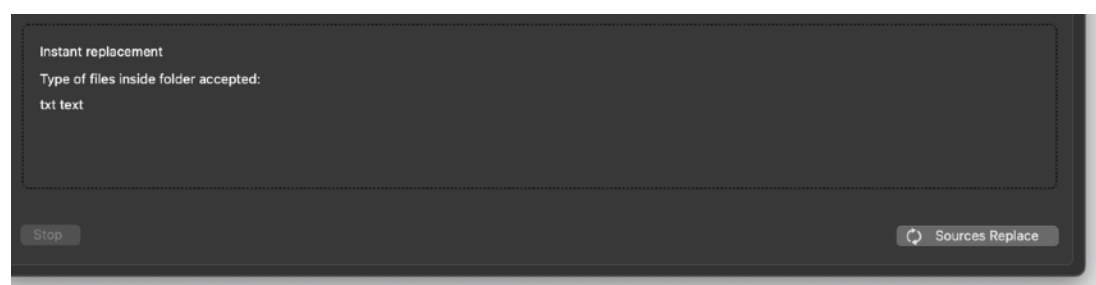 Instant replacement
Type of files inside folder accepted:
txt text
Stop
Sources Replace